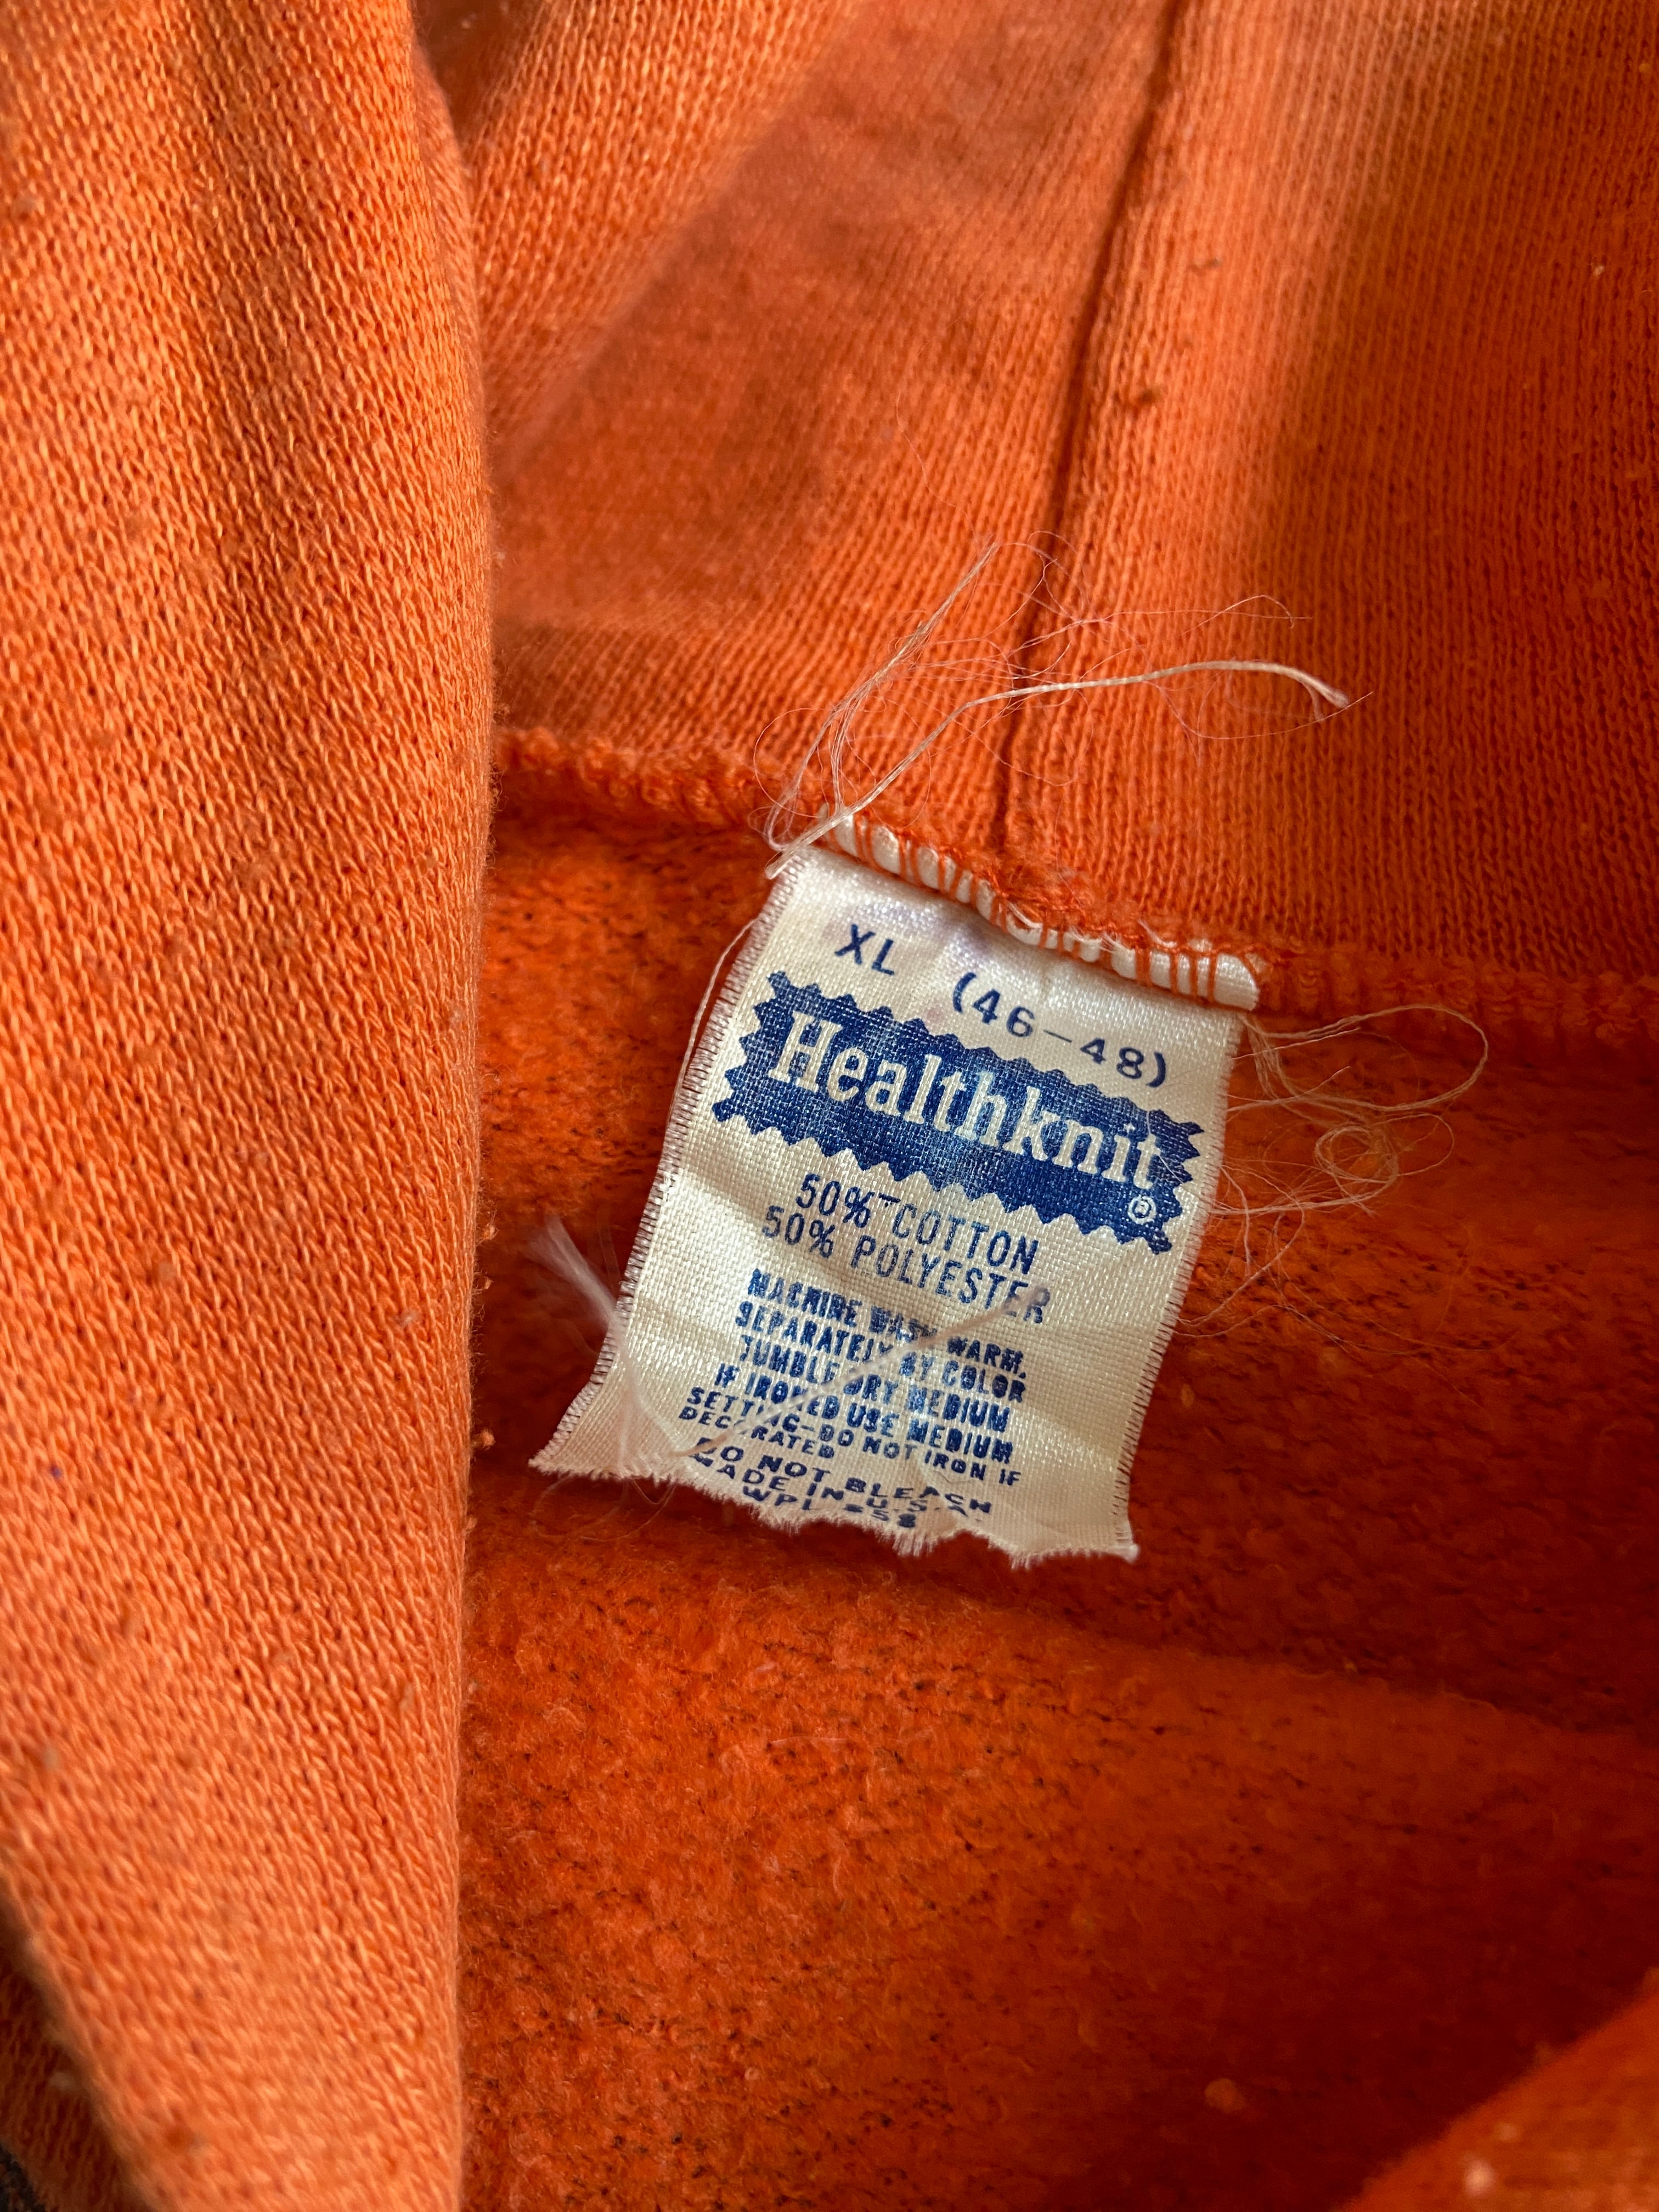 XL (46-48)
Healthknit®
50% COTTON
50% POLYESTER
MACHINE WASH WARM,
SEPARATELY BY COLOR
TUMBLE DRY MEDIUM
IF IRONED USE MEDIUM
SETTING-DO NOT IRON IF
DECORATED
DO NOT BLEACH
MADE IN U.S.A.
WPL